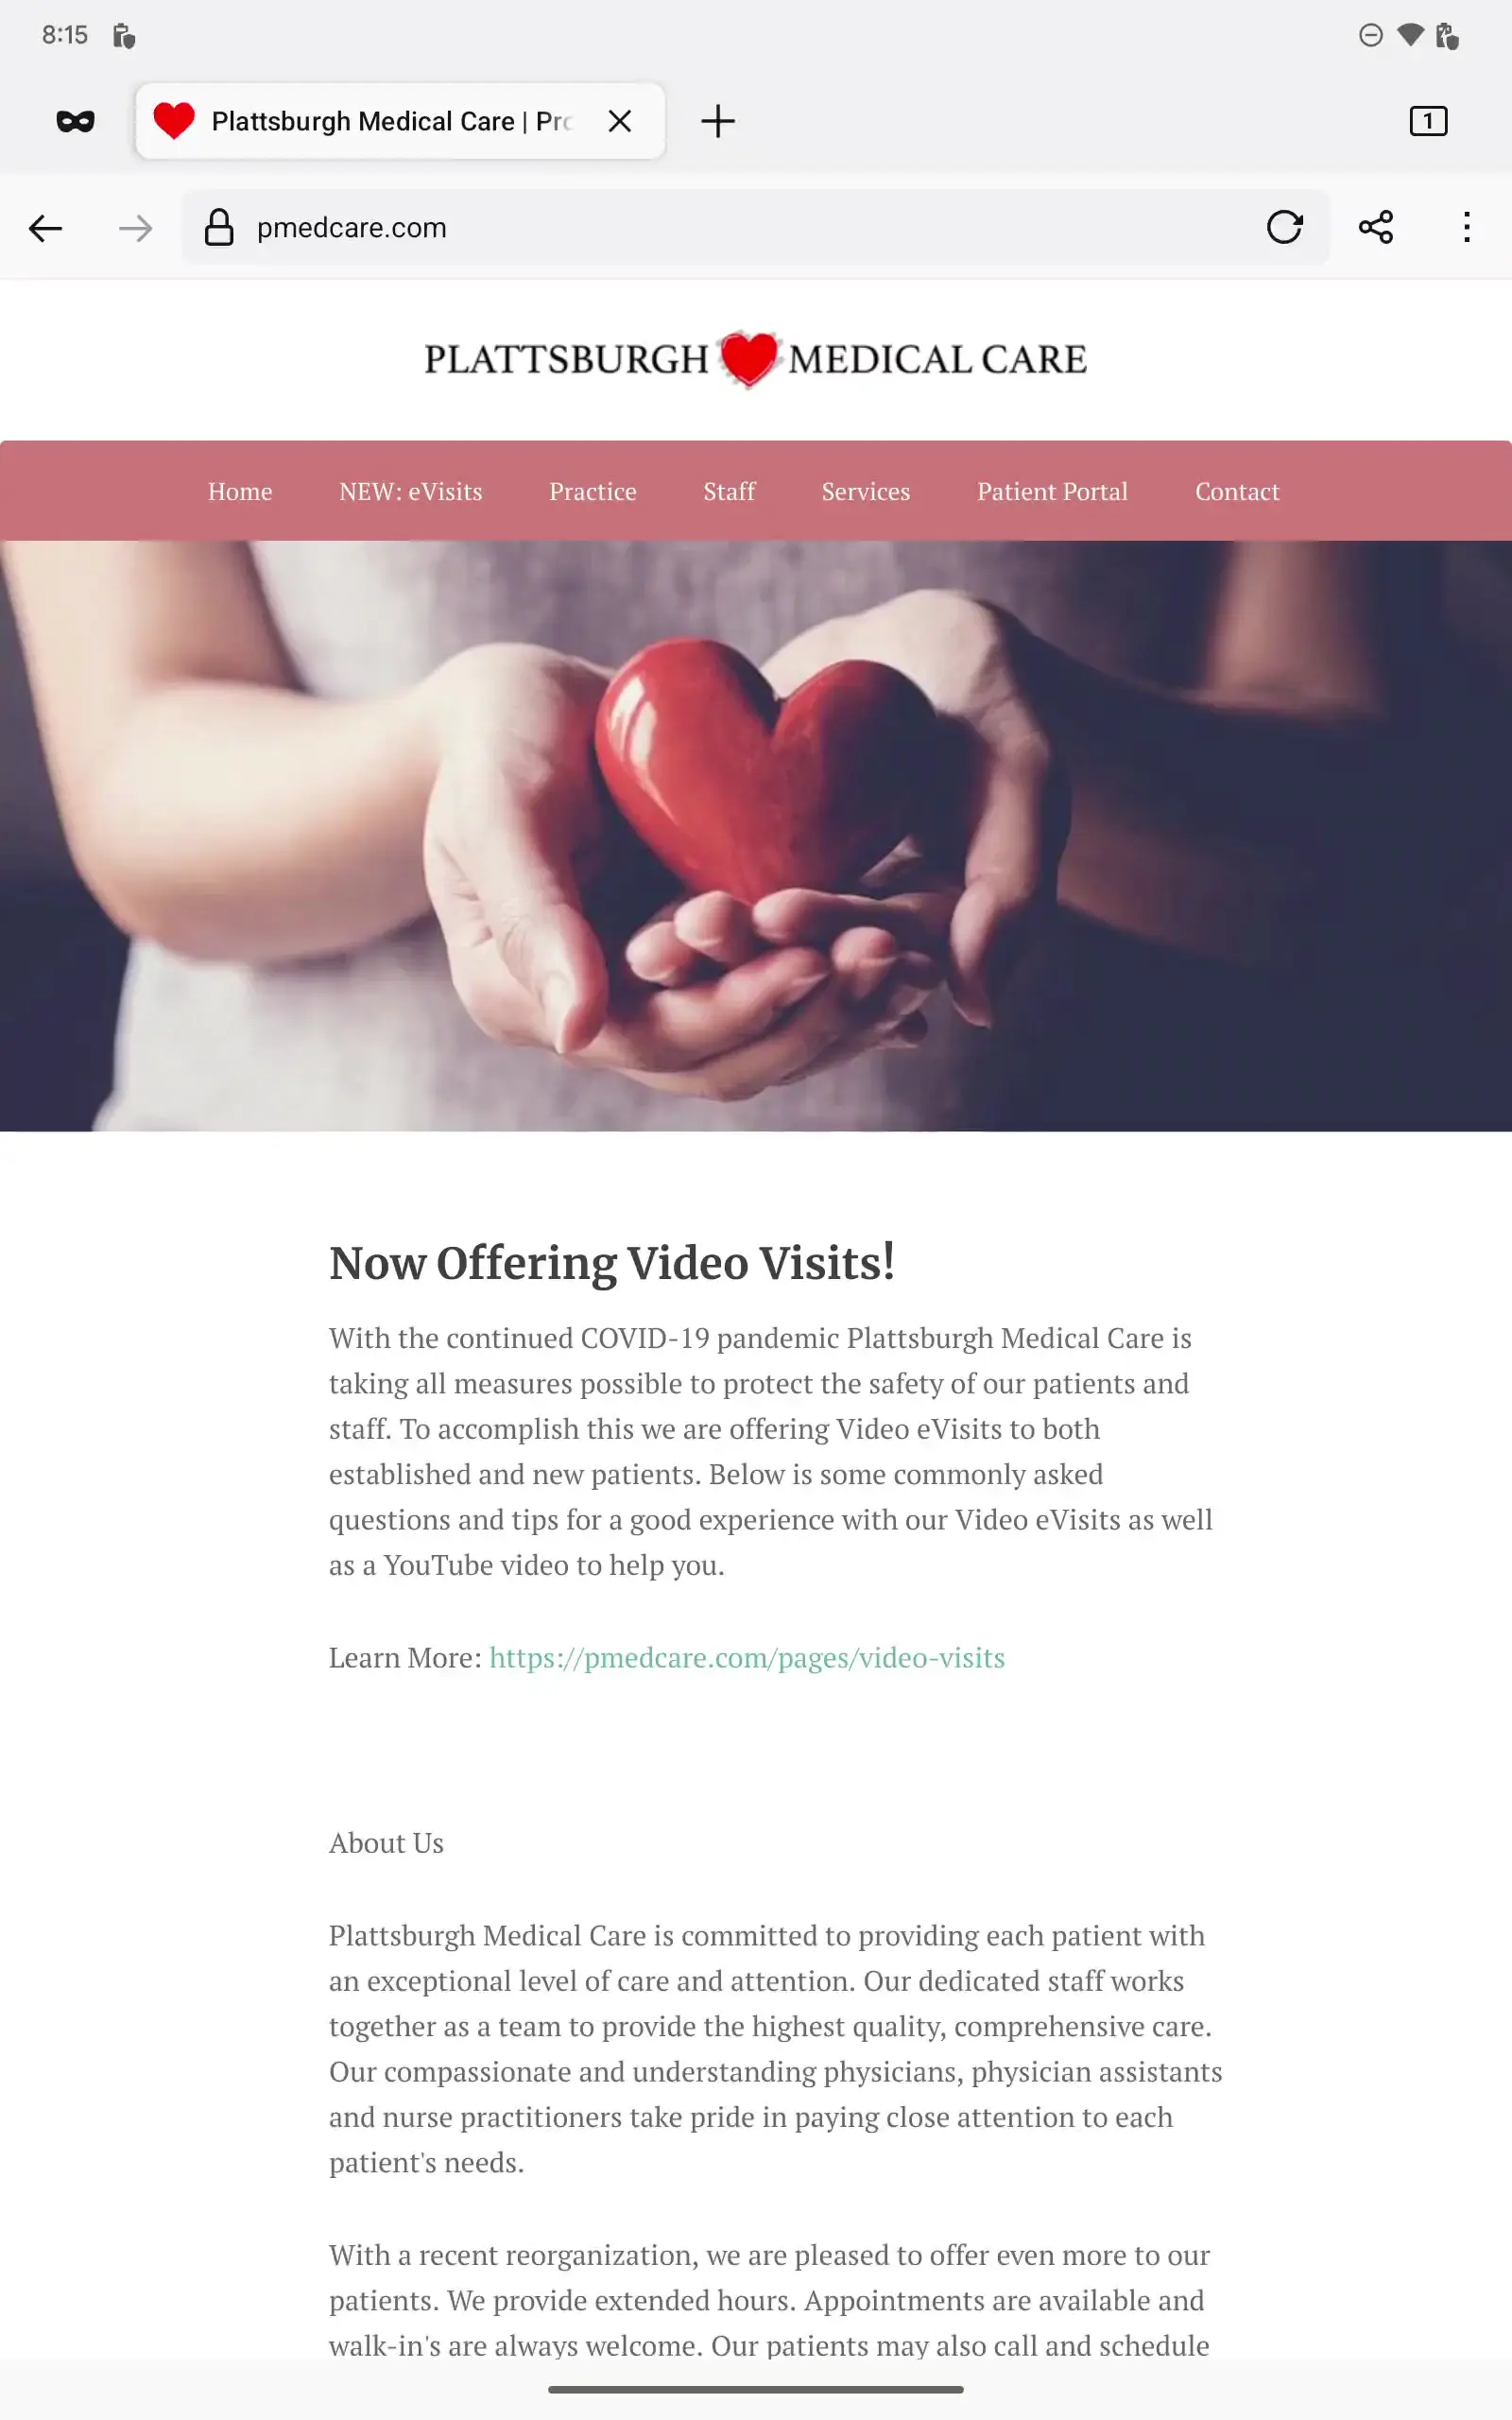 8:15
Plattsburgh Medical Care | Pro
1
pmedcare.com
PLATTSBURGH MEDICAL CARE
Home NEW: eVisits Practice Staff Services Patient Portal Contact
Now Offering Video Visits!
With the continued COVID-19 pandemic Plattsburgh Medical Care is
taking all measures possible to protect the safety of our patients and
staff. To accomplish this we are offering Video eVisits to both
established and new patients. Below is some commonly asked
questions and tips for a good experience with our Video eVisits as well
as a YouTube video to help you.
Learn More: https://pmedcare.com/pages/video-visits
About Us
Plattsburgh Medical Care is committed to providing each patient with
an exceptional level of care and attention. Our dedicated staff works
together as a team to provide the highest quality, comprehensive care.
Our compassionate and understanding physicians, physician assistants
and nurse practitioners take pride in paying close attention to each
patient's needs.
With a recent reorganization, we are pleased to offer even more to our
patients. We provide extended hours. Appointments are available and
walk-in's are always welcome. Our patients may also call and schedule